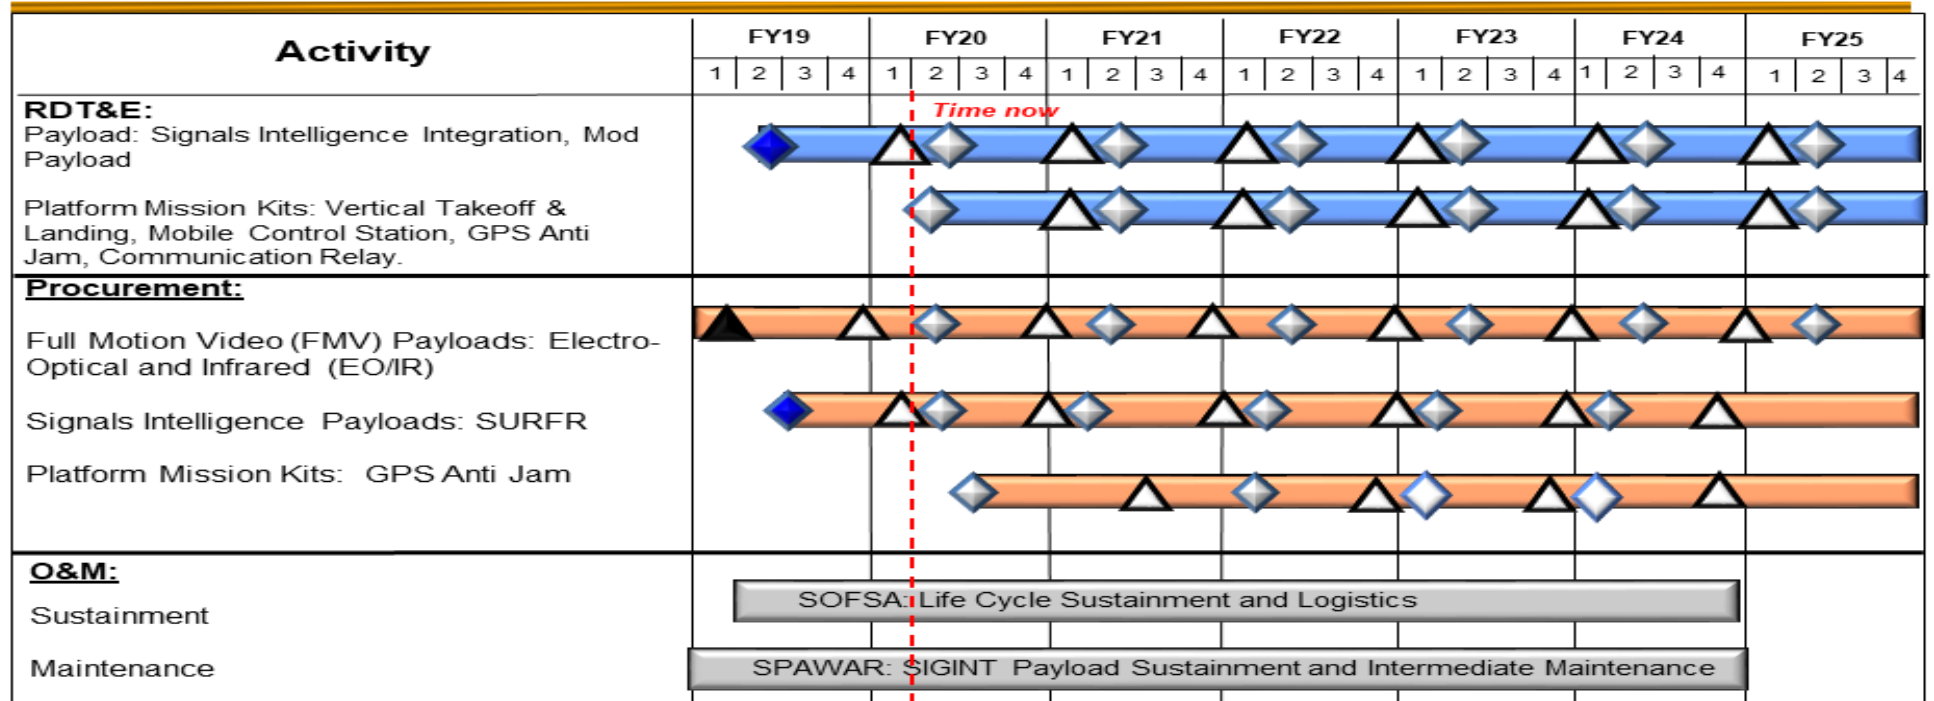 Activity
FY19 FY20 FY21 FY22 FY23 FY24 FY25
1 2 3 4 1 2 3 4 1 2 3 4 1 2 3 4 1 2 3 4 1 2 3 4 1 2 3 4
Time now
RDT&E:
Payload: Signals Intelligence Integration, Mod
Payload
Platform Mission Kits: Vertical Takeoff &
Landing, Mobile Control Station, GPS Anti
Jam, Communication Relay.
Procurement:
Full Motion Video (FMV) Payloads: Electro-
Optical and Infrared (EO/IR)
Signals Intelligence Payloads: SURFR
Platform Mission Kits: GPS Anti Jam
O&M:
Sustainment
SOFSA: Life Cycle Sustainment and Logistics
Maintenance
SPAWAR: SIGINT Payload Sustainment and Intermediate Maintenance